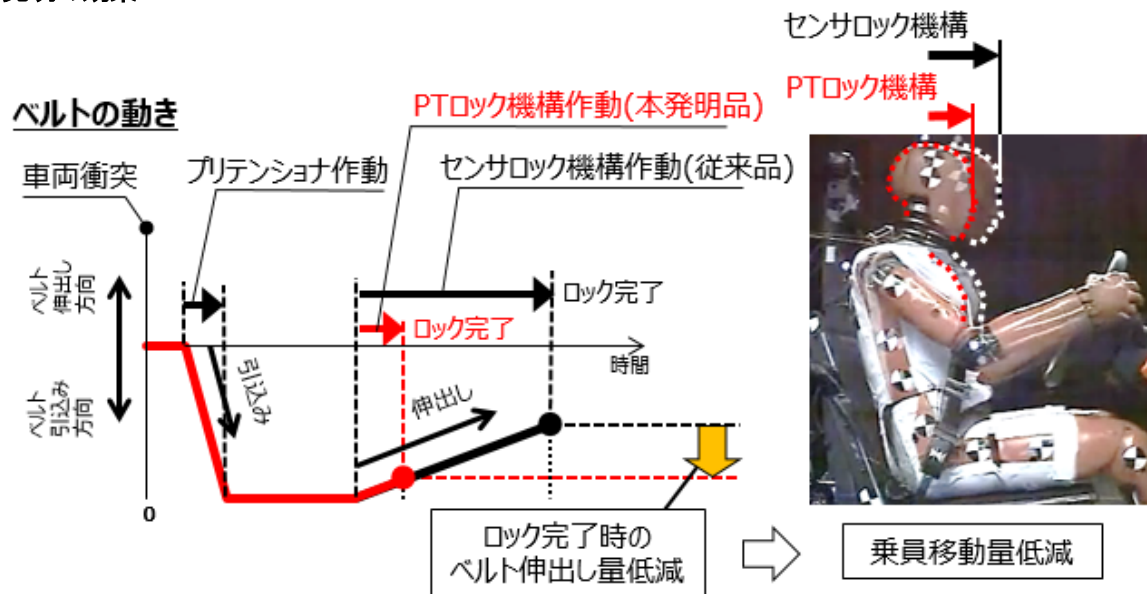 センサロック機構
PTロック機構
ベルトの動き
PTロック機構作動(本発明品)
車両衝突
プリテンショナ作動
センサロック機構作動(従来品)
ベルト
伸出し
方向
ロック完了
ロック完了
時間
ベルト
引込み
方向
引込み
伸出し
0
ロック完了時の
ベルト伸出し量低減
乗員移動量低減